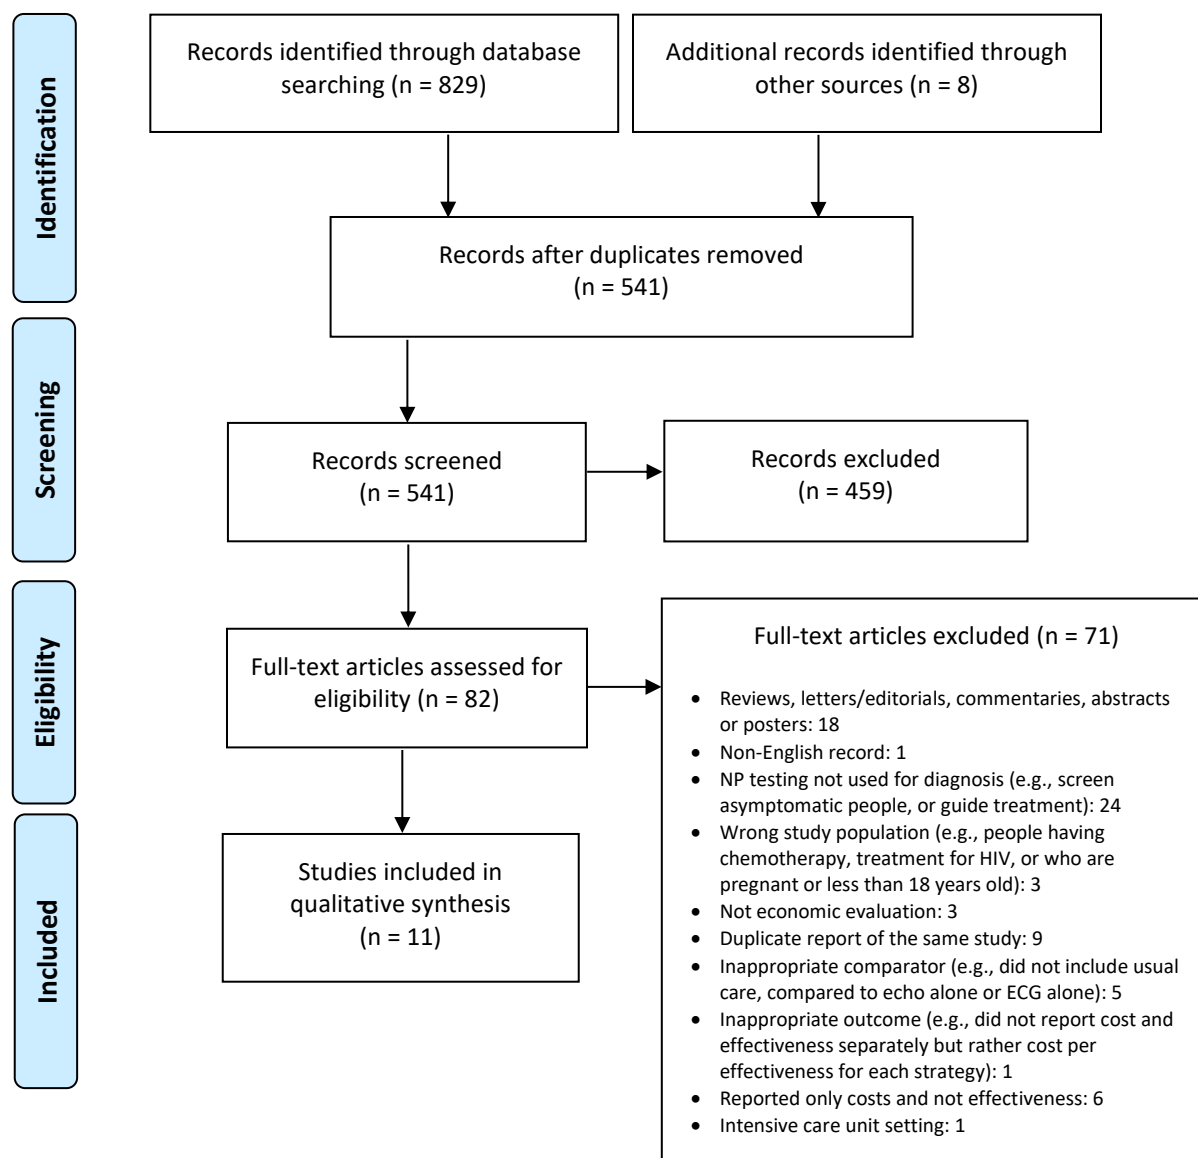 Identification
Records identified through database
searching (n = 829)
Additional records identified through
other sources (n = 8)
Records after duplicates removed
(n = 541)
Screening
Records screened
(n = 541)
Records excluded
(n = 459)
Eligibility
Full-text articles assessed for
eligibility (n = 82)
Full-text articles excluded (n = 71)
• Reviews, letters/editorials, commentaries, abstracts
or posters: 18
• Non-English record: 1
• NP testing not used for diagnosis (e.g., screen
asymptomatic people, or guide treatment): 24
• Wrong study population (e.g., people having
chemotherapy, treatment for HIV, or who are
pregnant or less than 18 years old): 3
• Not economic evaluation: 3
• Duplicate report of the same study: 9
• Inappropriate comparator (e.g., did not include usual
care, compared to echo alone or ECG alone): 5
• Inappropriate outcome (e.g., did not report cost and
effectiveness separately but rather cost per
effectiveness for each strategy): 1
• Reported only costs and not effectiveness: 6
• Intensive care unit setting: 1
Included
Studies included in
qualitative synthesis
(n = 11)